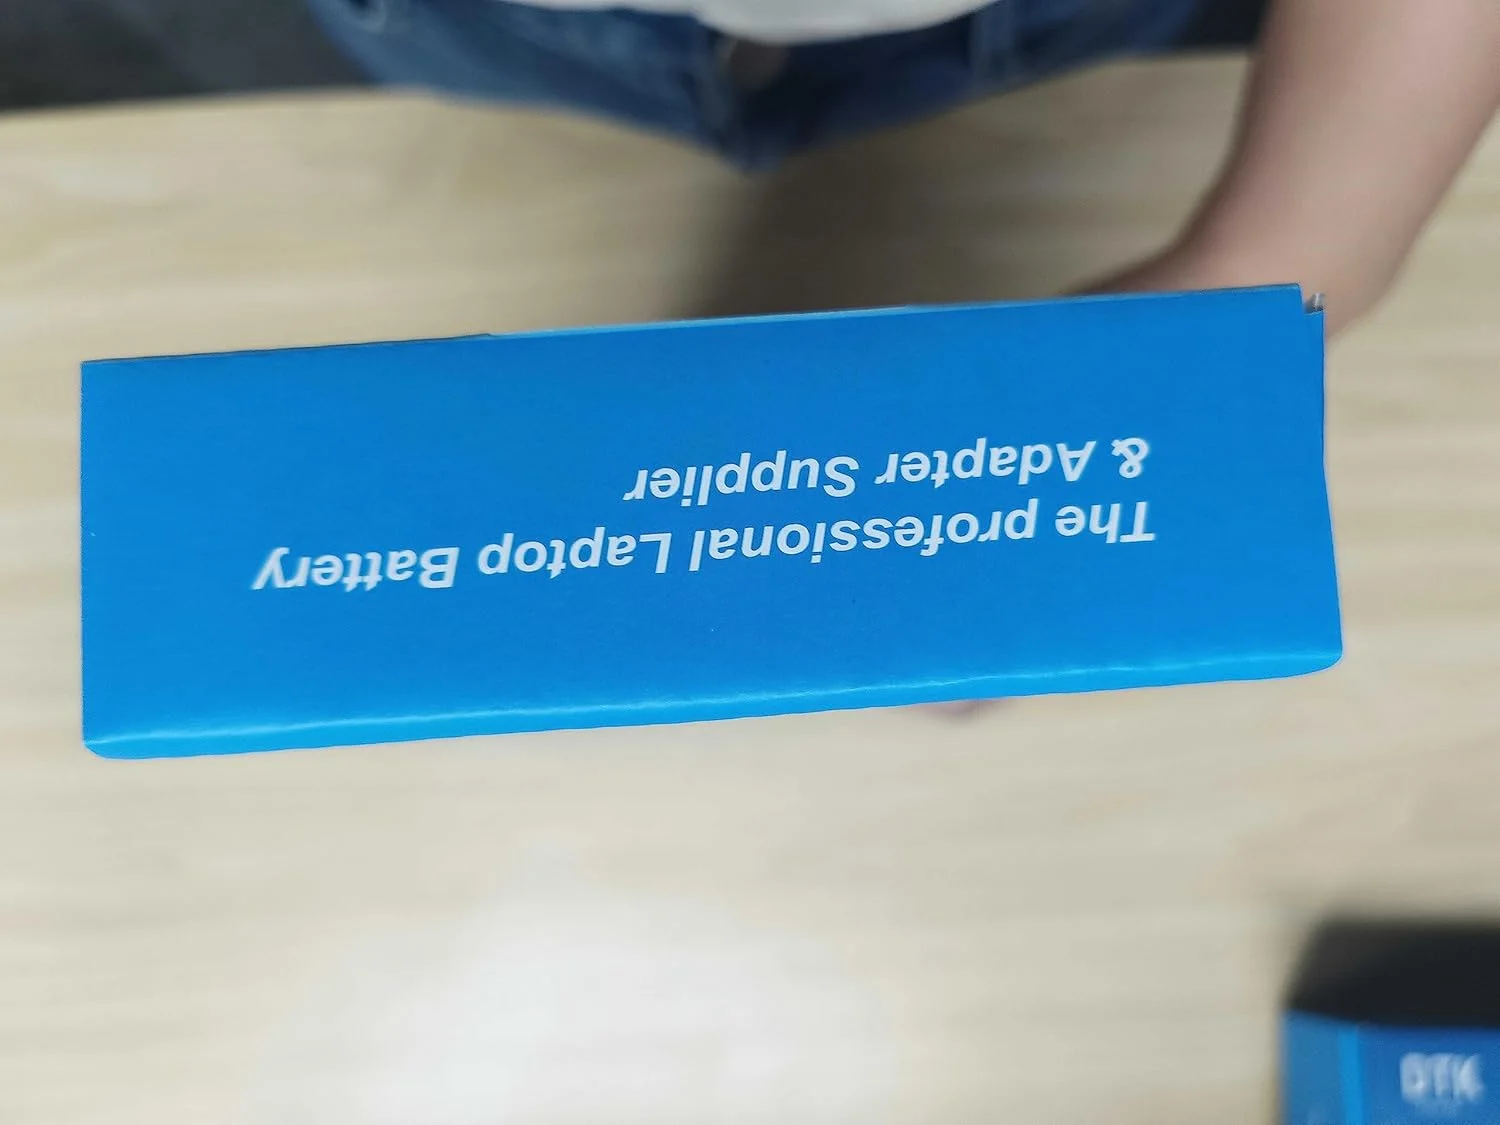 The professional Laptop Battery
& Adapter Supplier
DTK